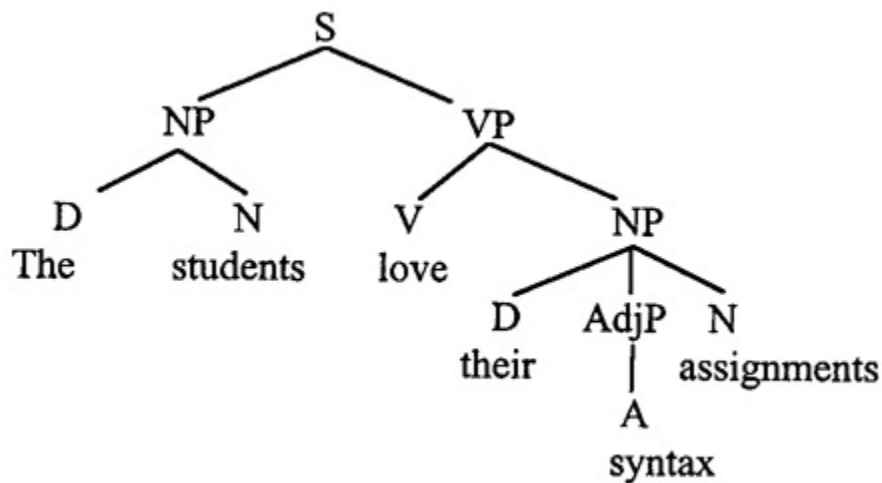 S
NP VP
D N V NP
The students love
D AdjP N
their assignments
A
syntax